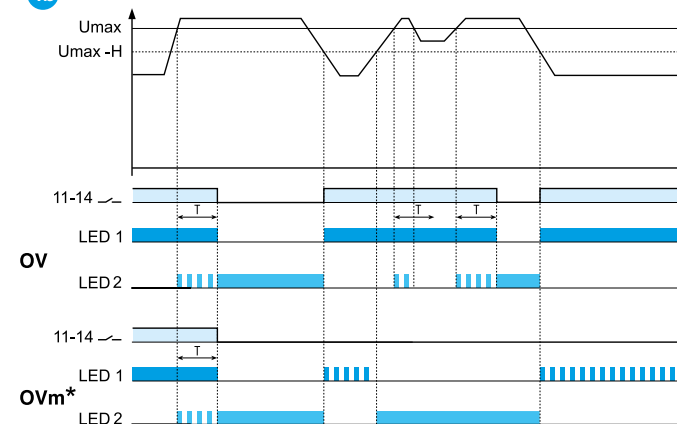 Umax
Umax -H
11-14
T
T
T
LED 1
OV
LED 2
11-14
T
LED 1
OVm*
LED 2